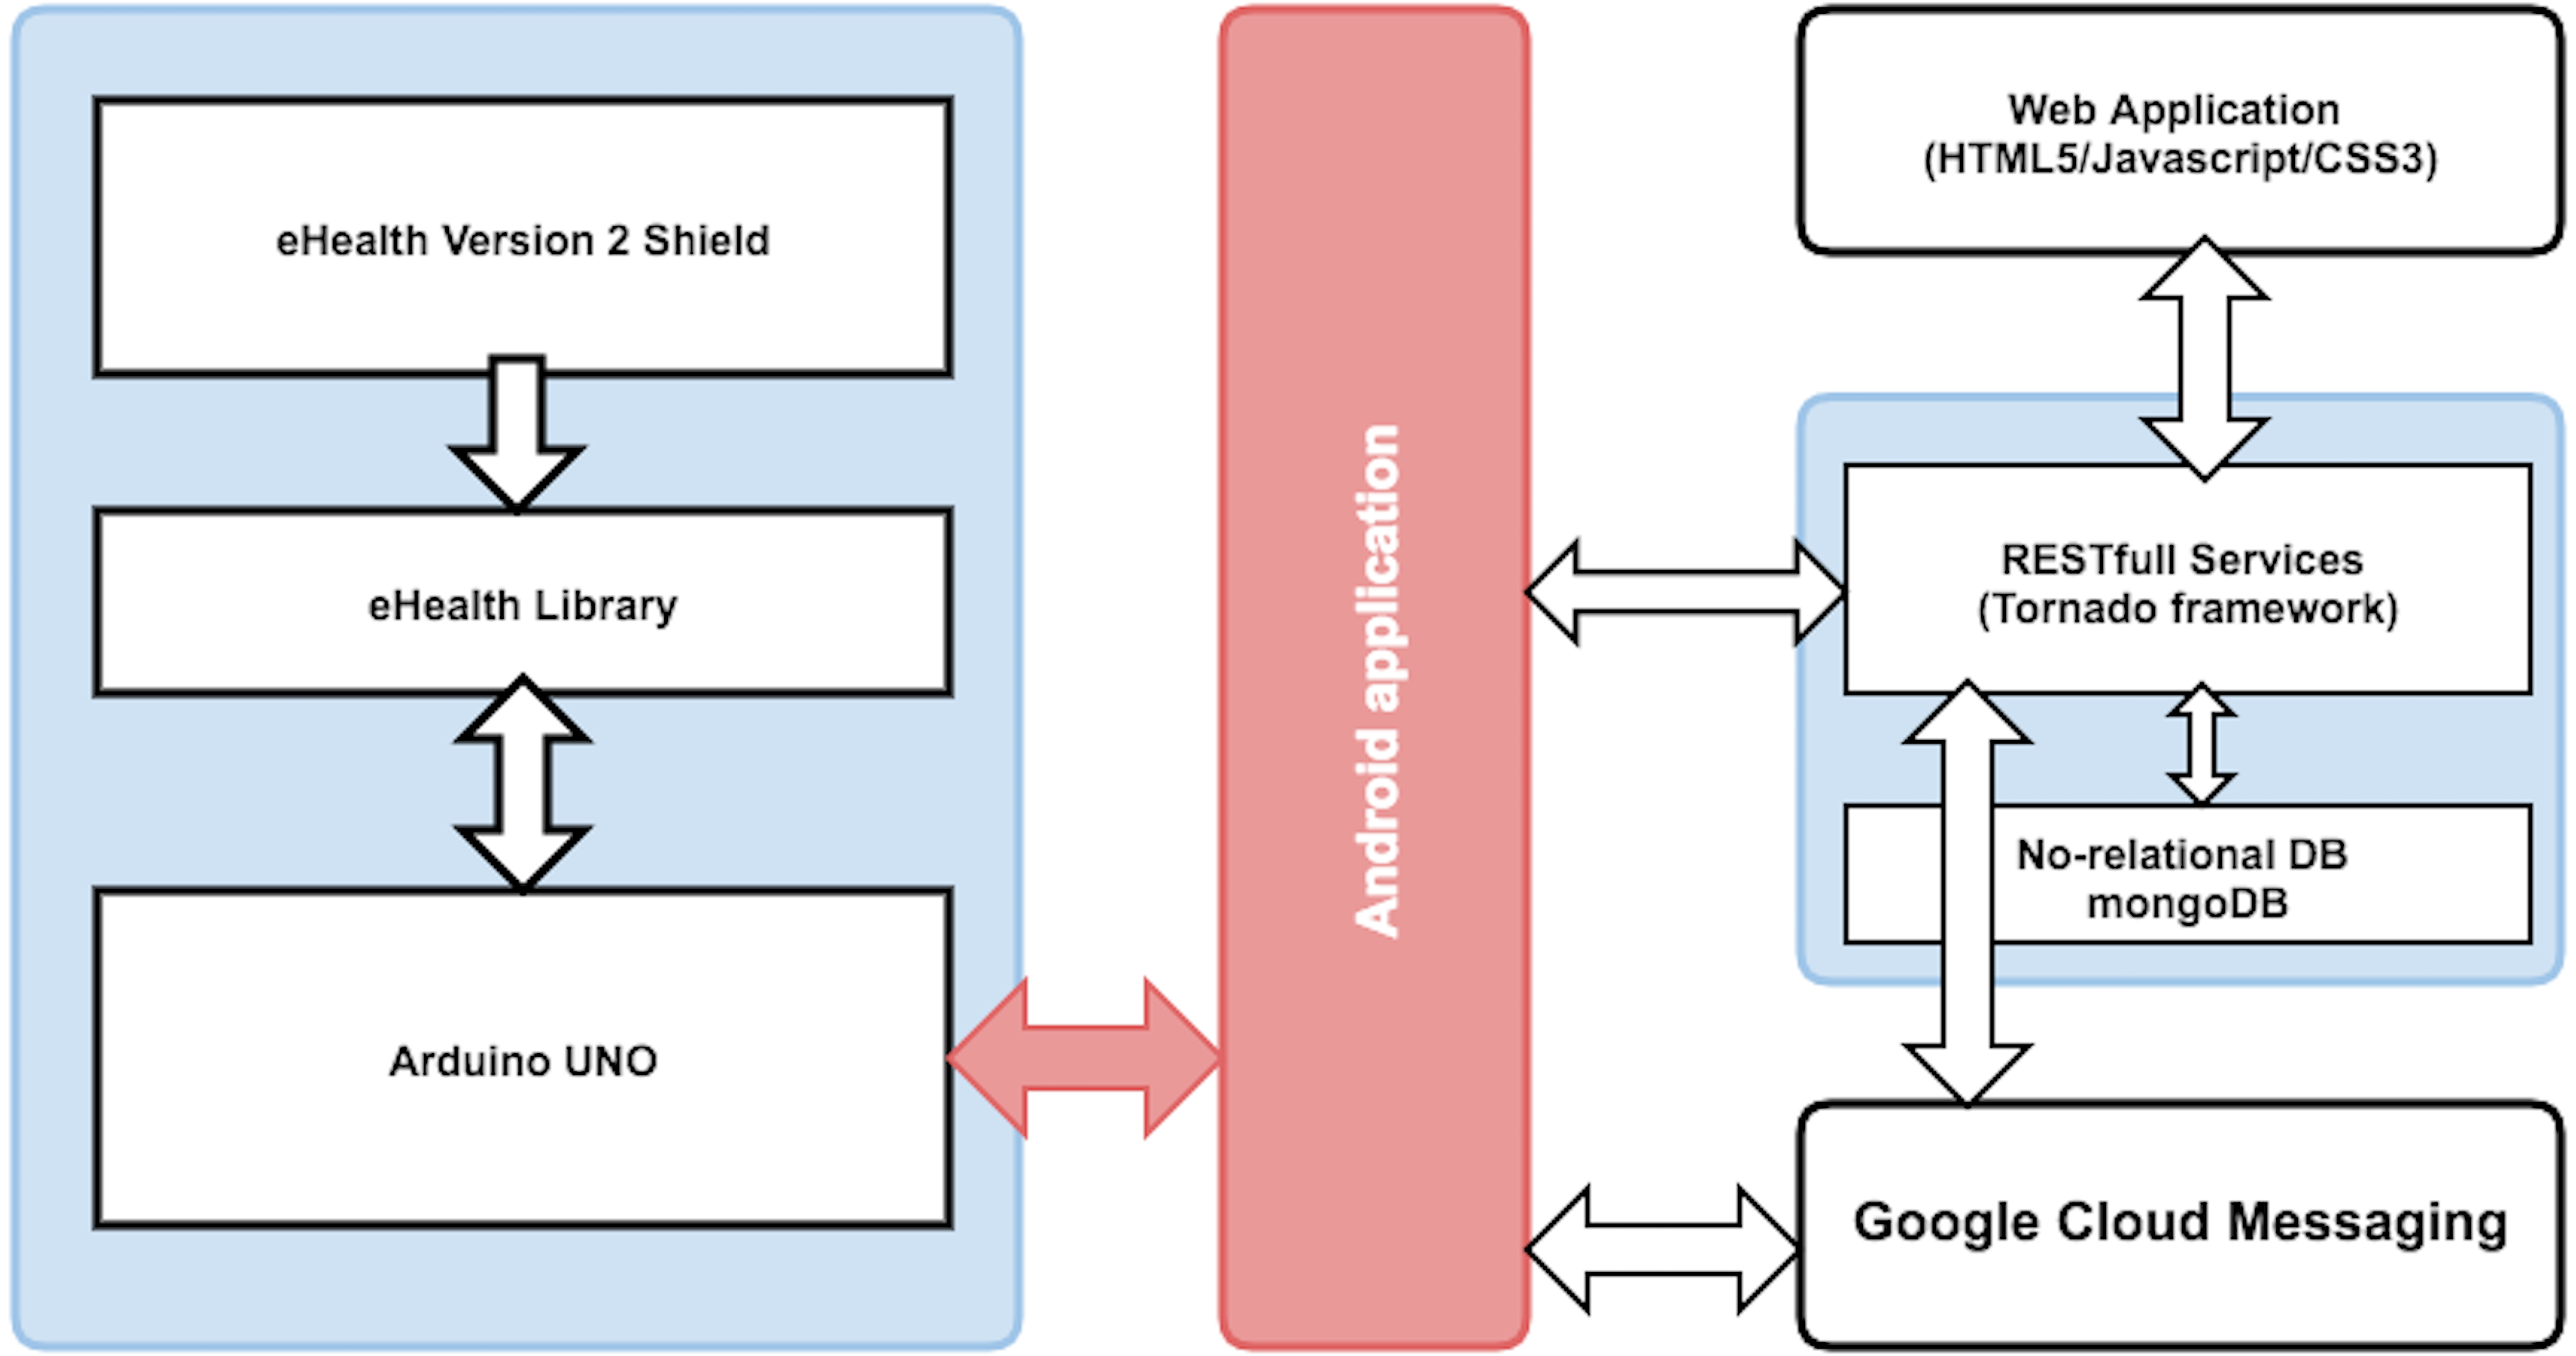 eHealth Version 2 Shield
eHealth Library
Arduino UNO
Android application
Web Application
(HTML5/Javascript/CSS3)
RESTfull Services
(Tornado framework)
No-relational DB
mongoDB
Google Cloud Messaging